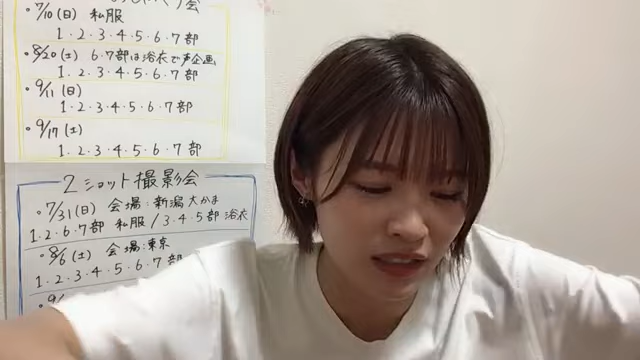 会
・7/10(日) 私服
1・2・3・4・5・6・7部
・8/20(土) 6・7部は浴衣で声企画
1・2・3・4・5・6・7部
・9/11(日)
1・2・3・4・5・6・7部
・9/17(土)
1・2・3・4・5・6・7部
2ショット撮影会
・7/31(日) 会場:新潟 大かま
1・2・6・7部 私服 / 3・4・5部 浴衣
・8/6(土) 会場:東京
1・2・3・4・5・6・7部
・9/